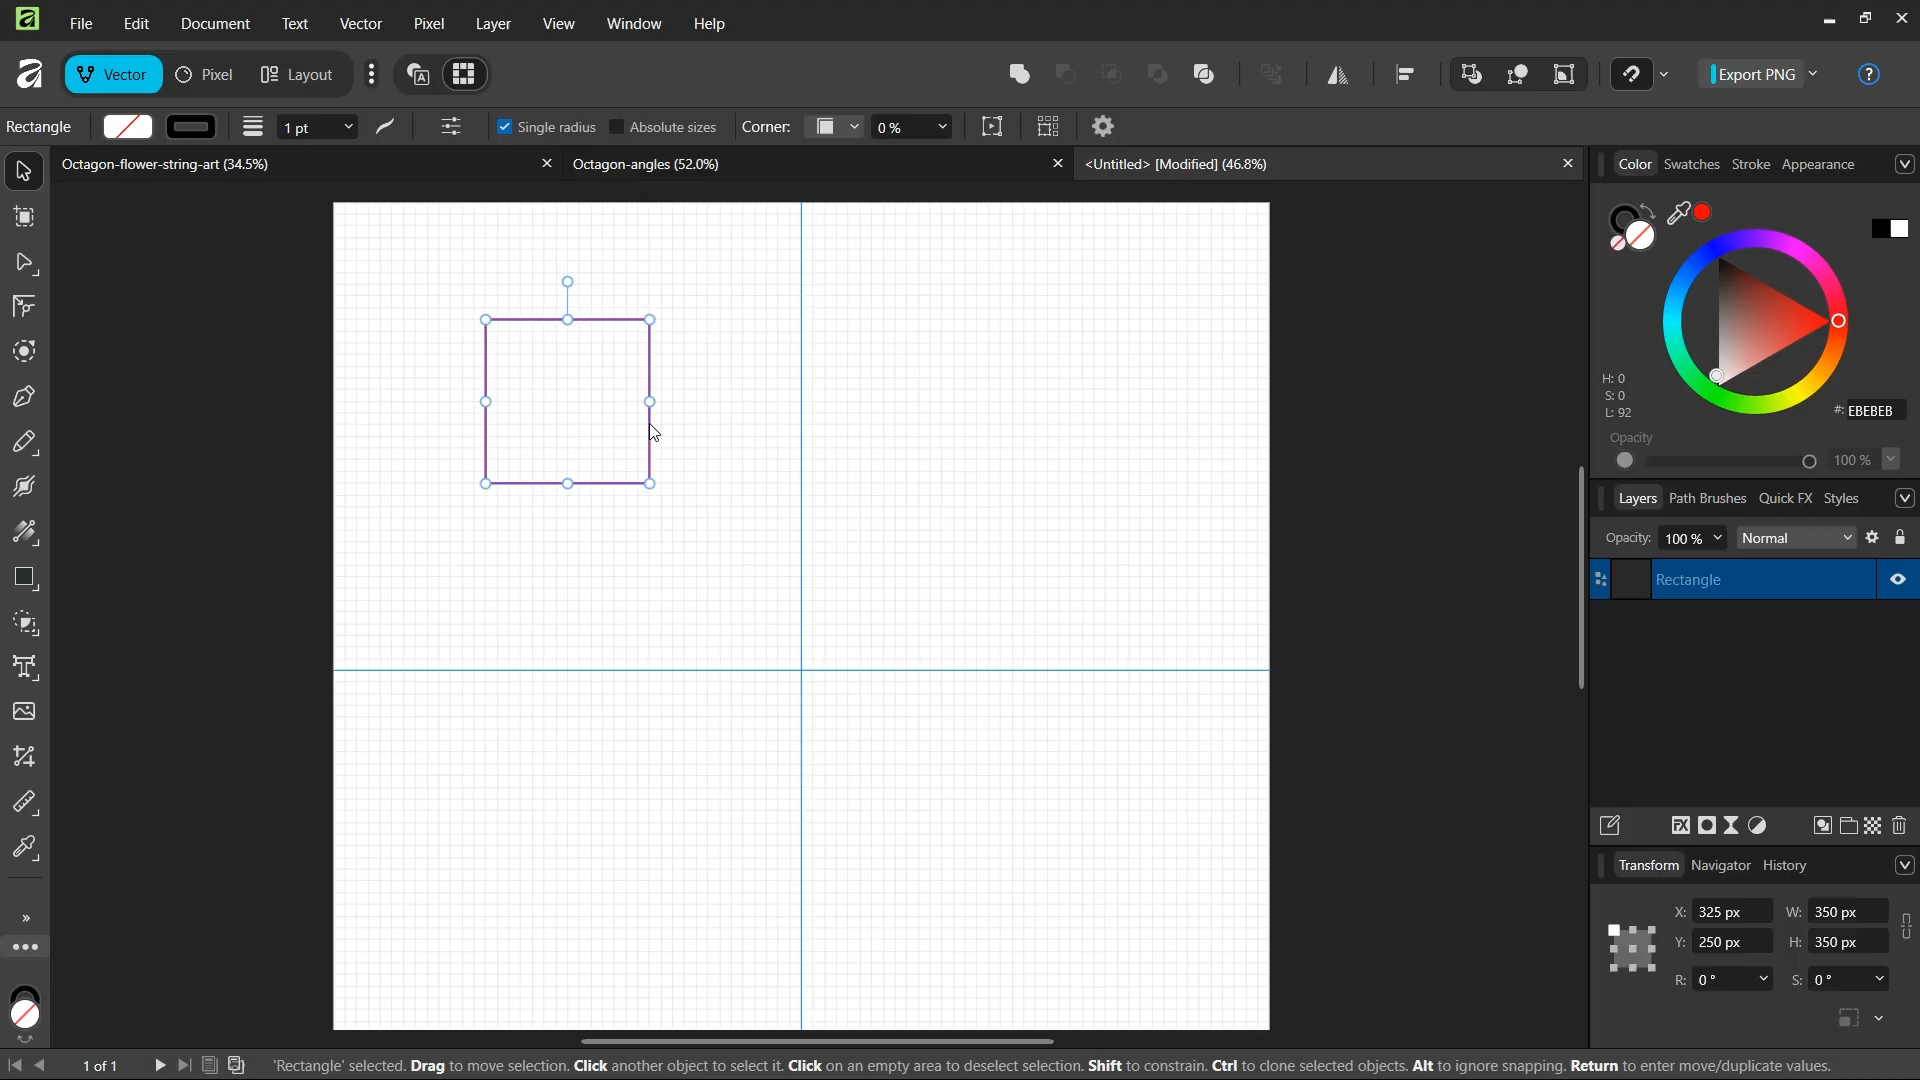 File Edit Document Text Vector Pixel Layer View Window Help
Vector Pixel Layout Export PNG
Rectangle 1 pt Single radius Absolute sizes Corner: 0 %
Octagon-flower-string-art (34.5%) Octagon-angles (52.0%) <Untitled> [Modified] (46.8%)
Color Swatches Stroke Appearance
H: 0
S: 0
L: 92
#: EBEBEB
Opacity
100 %
Layers Path Brushes Quick FX Styles
Opacity: 100 % Normal
Rectangle
Transform Navigator History
X: 325 px W: 350 px
Y: 250 px H: 350 px
R: 0 ° S: 0 °
1 of 1 'Rectangle' selected. Drag to move selection. Click another object to select it. Click on an empty area to deselect selection. Shift to constrain. Ctrl to clone selected objects. Alt to ignore snapping. Return to enter move/duplicate values.